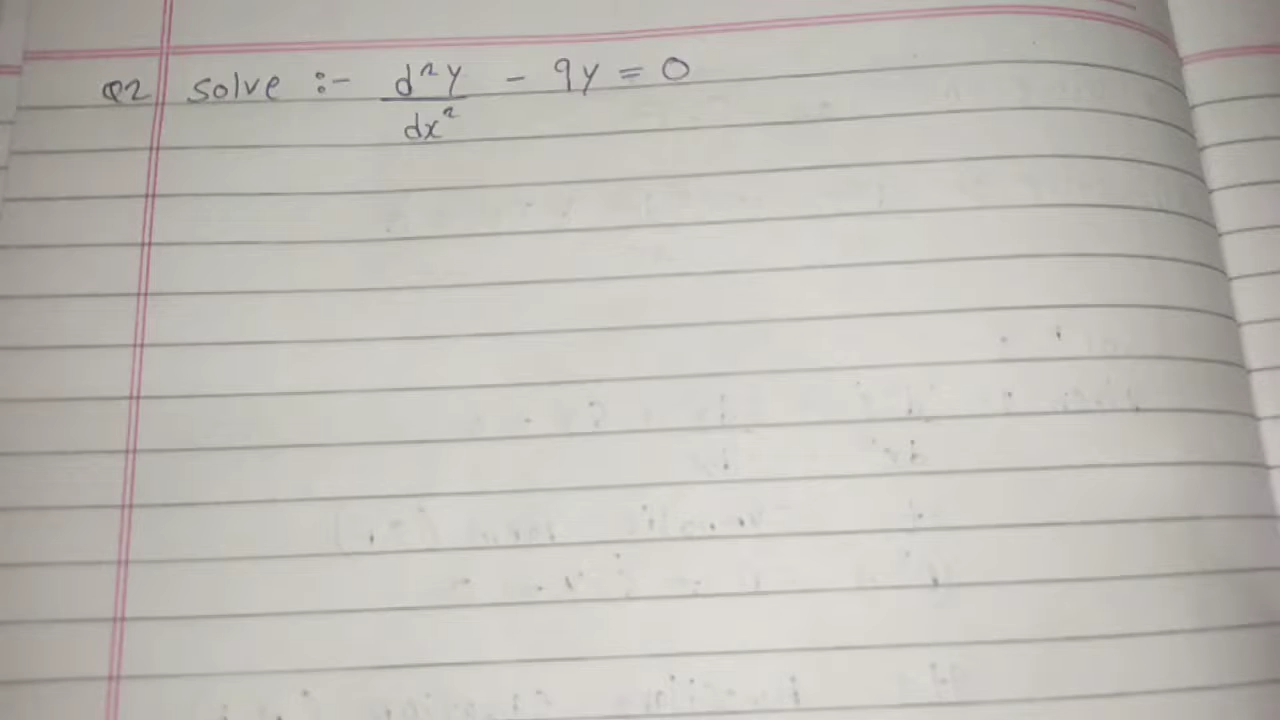 Q2 solve :- d²y/dx² - 9y = 0